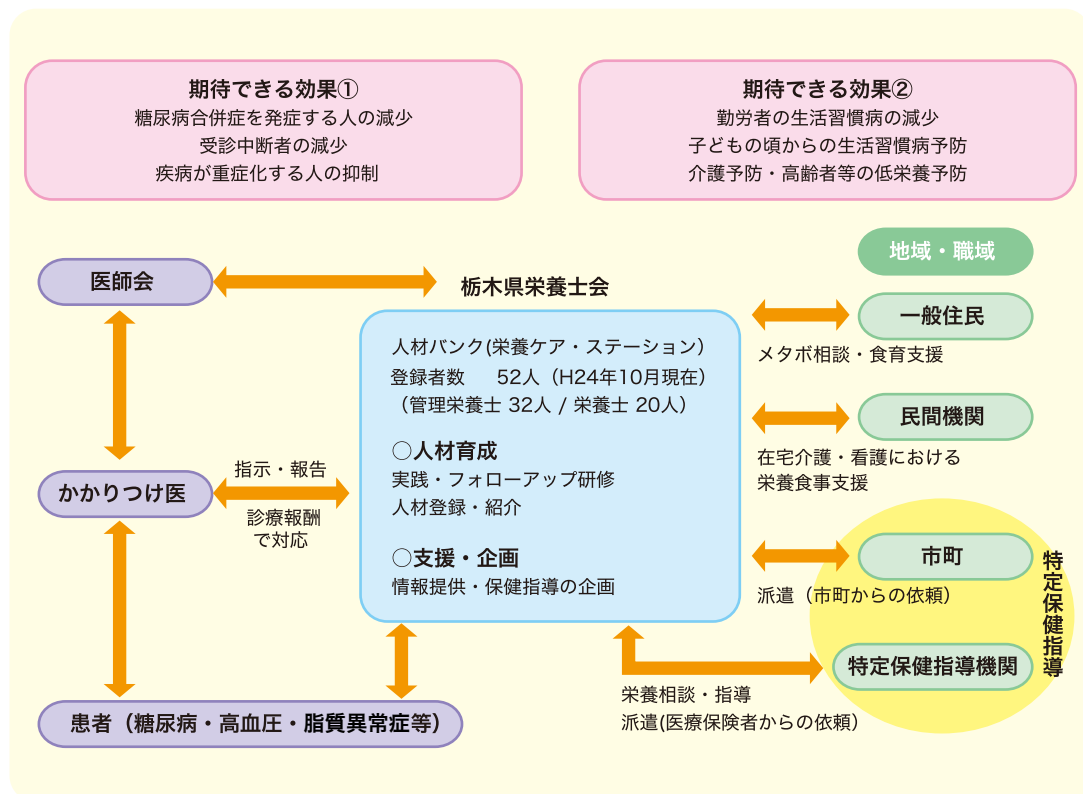 期待できる効果①
糖尿病合併症を発症する人の減少
受診中断者の減少
疾病が重症化する人の抑制
期待できる効果②
勤労者の生活習慣病の減少
子どもの頃からの生活習慣病予防
介護予防・高齢者等の低栄養予防
医師会
かかりつけ医
指示・報告
診療報酬
で対応
患者（糖尿病・高血圧・脂質異常症等）
栃木県栄養士会
人材バンク(栄養ケア・ステーション）
登録者数　52人（H24年10月現在）
（管理栄養士 32人 / 栄養士 20人）
○人材育成
実践・フォローアップ研修
人材登録・紹介
○支援・企画
情報提供・保健指導の企画
地域・職域
一般住民
メタボ相談・食育支援
民間機関
在宅介護・看護における
栄養食事支援
市町
派遣（市町からの依頼）
特定保健指導機関
栄養相談・指導
派遣(医療保険者からの依頼）
特定保健指導